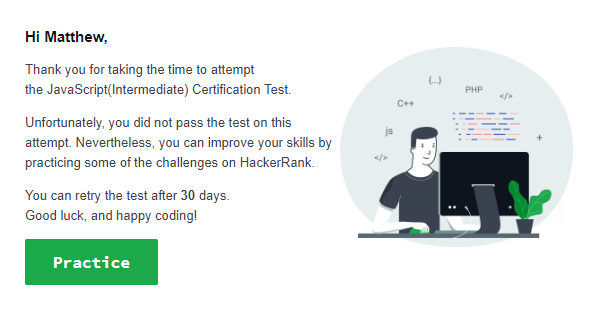 Hi Matthew,
Thank you for taking the time to attempt
the JavaScript(Intermediate) Certification Test.
Unfortunately, you did not pass the test on this
attempt. Nevertheless, you can improve your skills by
practicing some of the challenges on HackerRank.
You can retry the test after 30 days.
Good luck, and happy coding!
Practice
{...}
PHP
</>
C++
js
</>
+